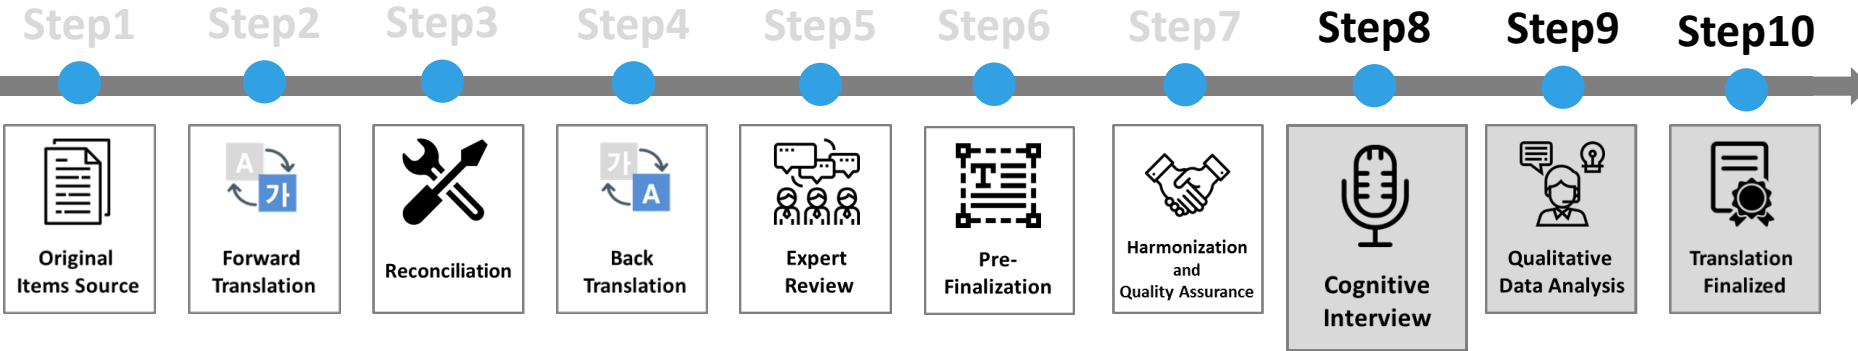 Step1
Step2
Step3
Step4
Step5
Step6
Step7
Step8
Step9
Step10
Original
Items Source
A
가
Forward
Translation
Reconciliation
가
A
Back
Translation
Expert
Review
T
Pre-
Finalization
Harmonization
and
Quality Assurance
Cognitive
Interview
Qualitative
Data Analysis
Translation
Finalized